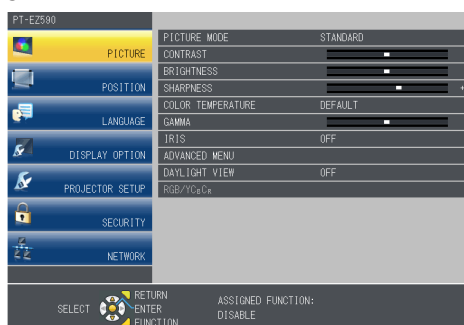 PT-EZ590
PICTURE
POSITION
LANGUAGE
DISPLAY OPTION
PROJECTOR SETUP
SECURITY
NETWORK
PICTURE MODE STANDARD
CONTRAST
BRIGHTNESS
SHARPNESS +
COLOR TEMPERATURE DEFAULT
GAMMA
IRIS OFF
ADVANCED MENU
DAYLIGHT VIEW OFF
RGB/YCBCR
SELECT
RETURN
ENTER
FUNCTION
ASSIGNED FUNCTION:
DISABLE